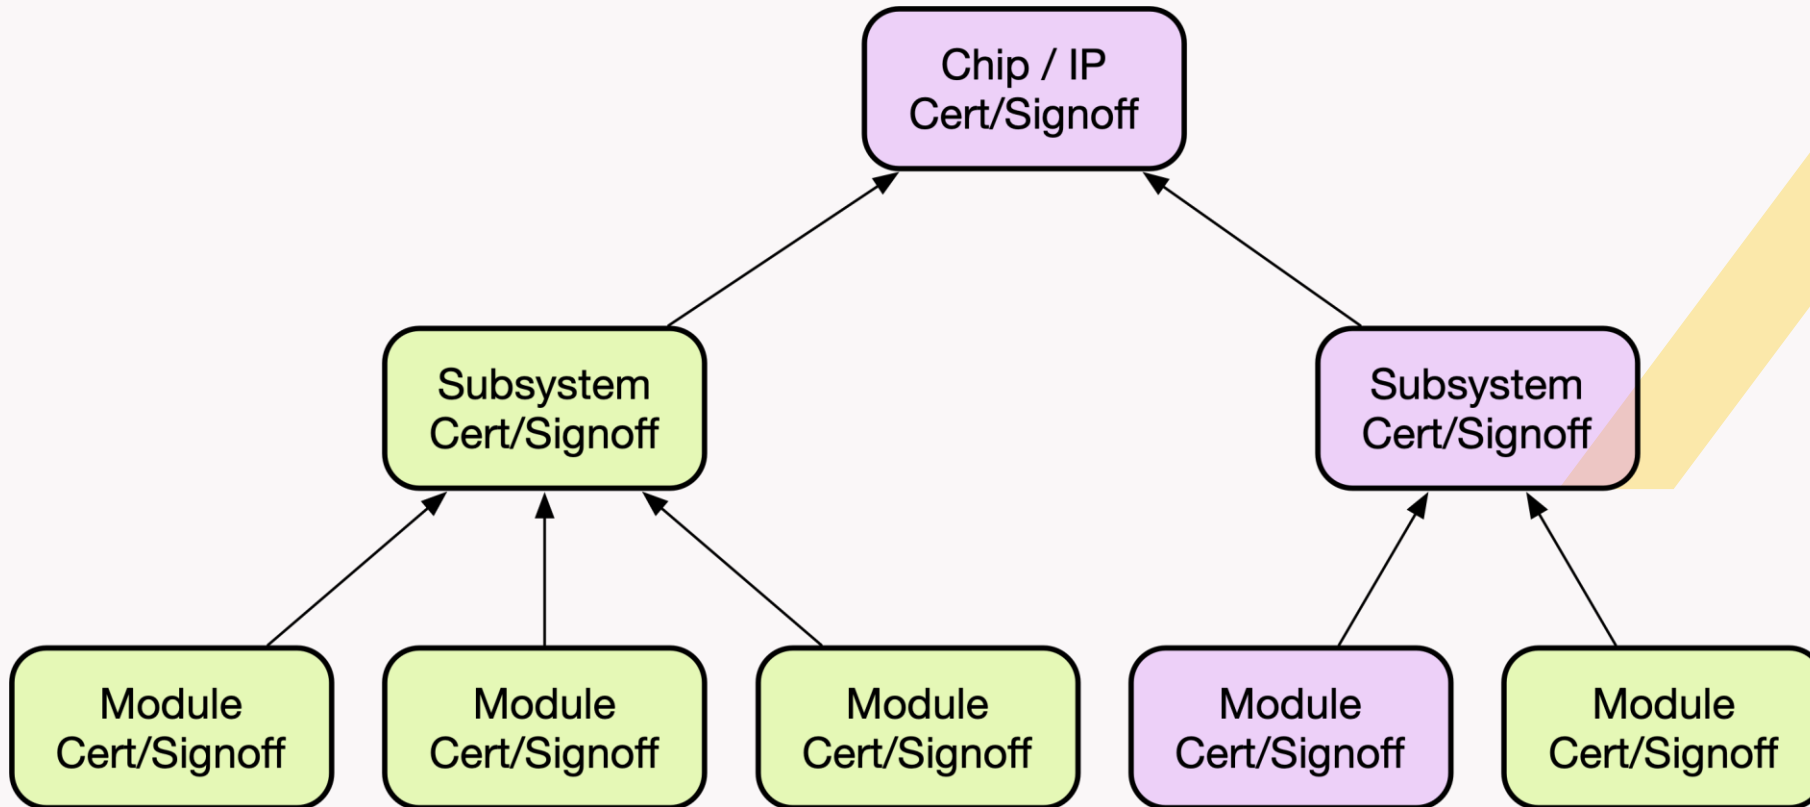 Chip / IP
Cert/Signoff
Subsystem
Cert/Signoff
Subsystem
Cert/Signoff
Module
Cert/Signoff
Module
Cert/Signoff
Module
Cert/Signoff
Module
Cert/Signoff
Module
Cert/Signoff